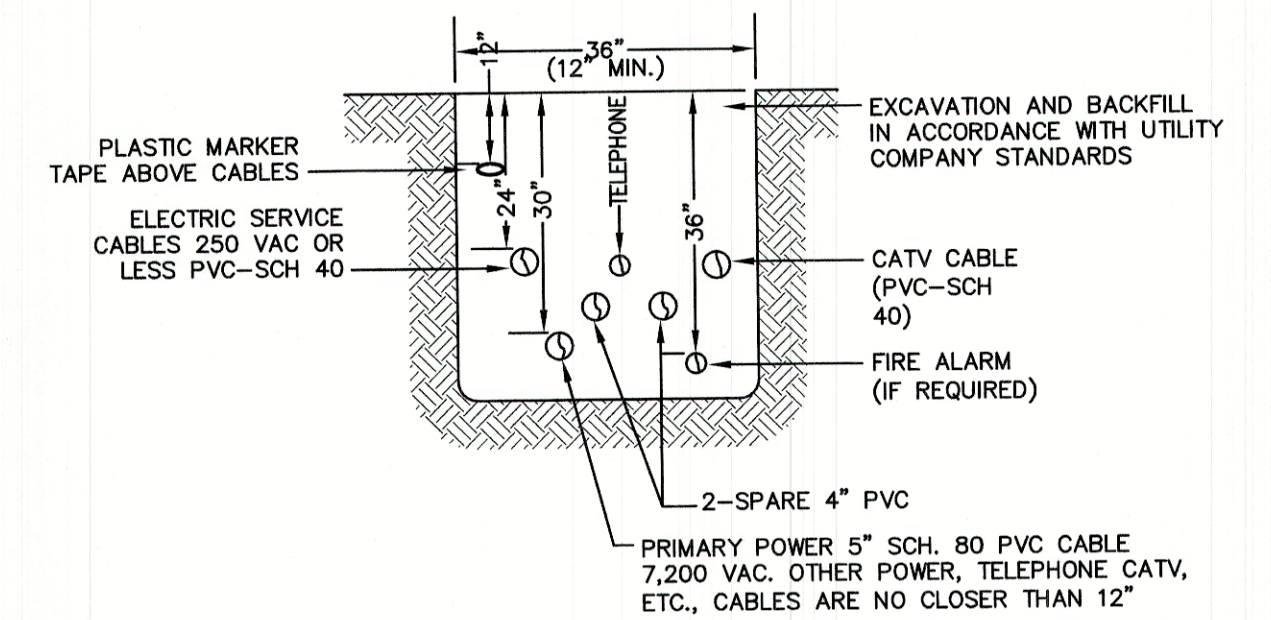 12"
36"
(12" MIN.)
EXCAVATION AND BACKFILL
IN ACCORDANCE WITH UTILITY
COMPANY STANDARDS
PLASTIC MARKER
TAPE ABOVE CABLES
TELEPHONE
24"
30"
36"
ELECTRIC SERVICE
CABLES 250 VAC OR
LESS PVC-SCH 40
CATV CABLE
(PVC-SCH
40)
FIRE ALARM
(IF REQUIRED)
2-SPARE 4" PVC
PRIMARY POWER 5" SCH. 80 PVC CABLE
7,200 VAC. OTHER POWER, TELEPHONE CATV,
ETC., CABLES ARE NO CLOSER THAN 12"